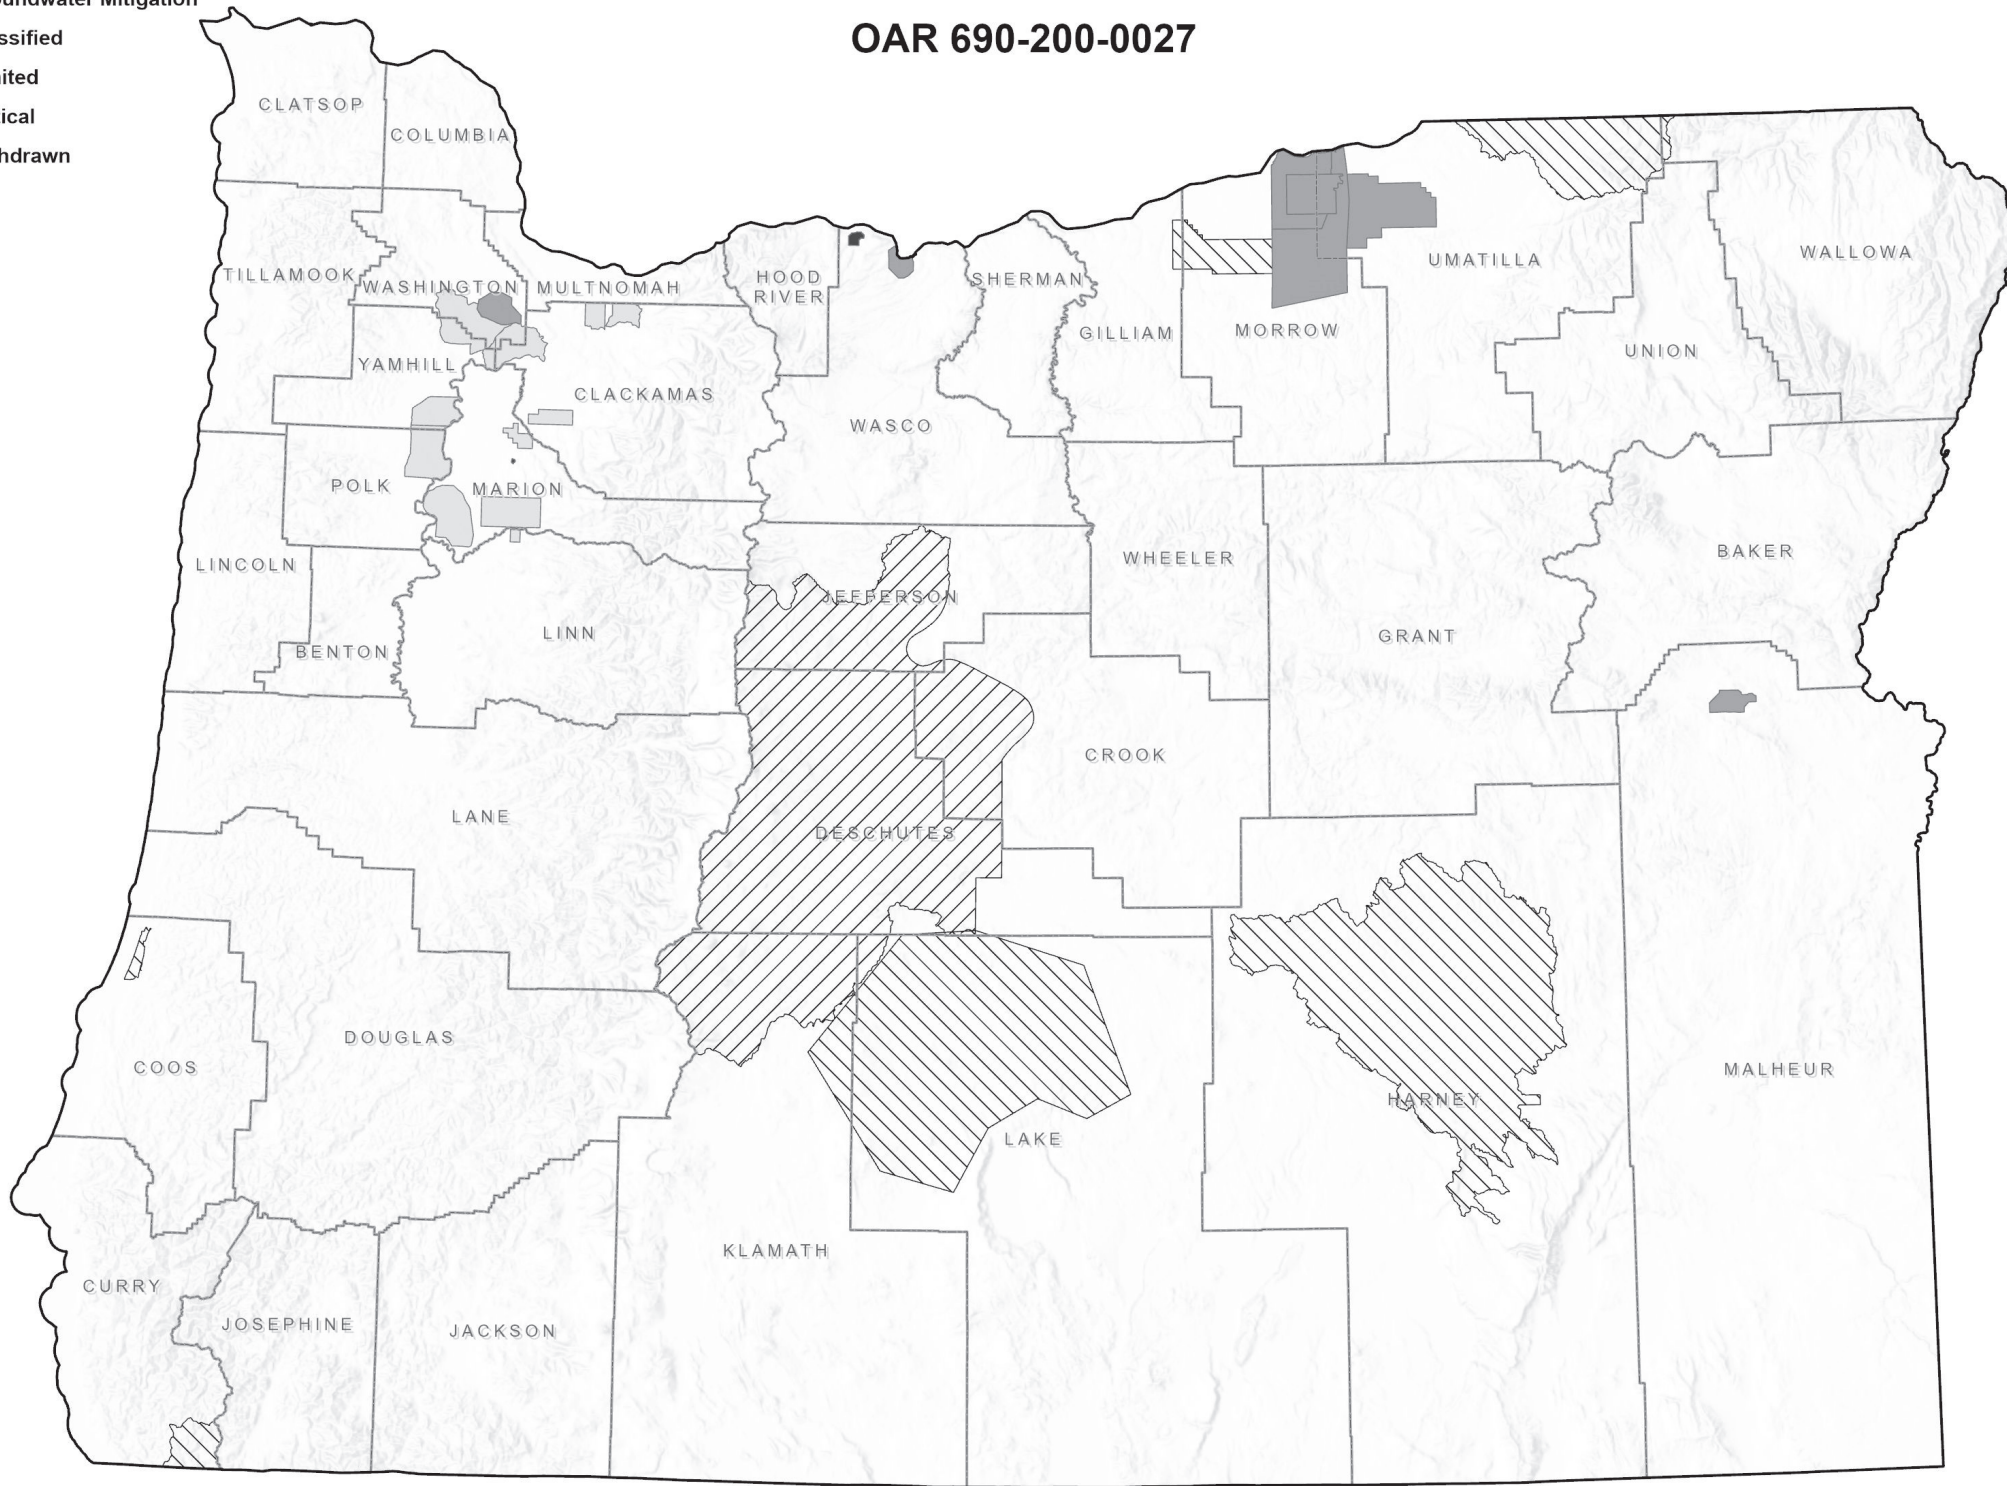 oundwater Mitigation
ssified
ited
ical
hdrawn
OAR 690-200-0027
CLATSOP
COLUMBIA
TILLAMOOK
WASHINGTON
MULTNOMAH
HOOD
RIVER
SHERMAN
GILLIAM
MORROW
UMATILLA
WALLOWA
UNION
YAMHILL
CLACKAMAS
WASCO
POLK
MARION
LINCOLN
JEFFERSON
WHEELER
BAKER
BENTON
LINN
GRANT
CROOK
LANE
DESCHUTES
DOUGLAS
COOS
MALHEUR
HARNEY
LAKE
KLAMATH
CURRY
JOSEPHINE
JACKSON